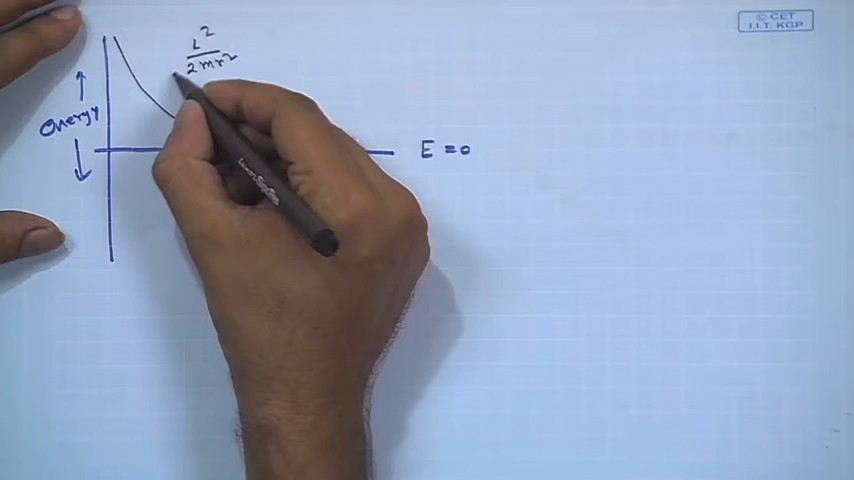 © CET
I.I.T. KGP
L²
2mr²
energy
E = 0